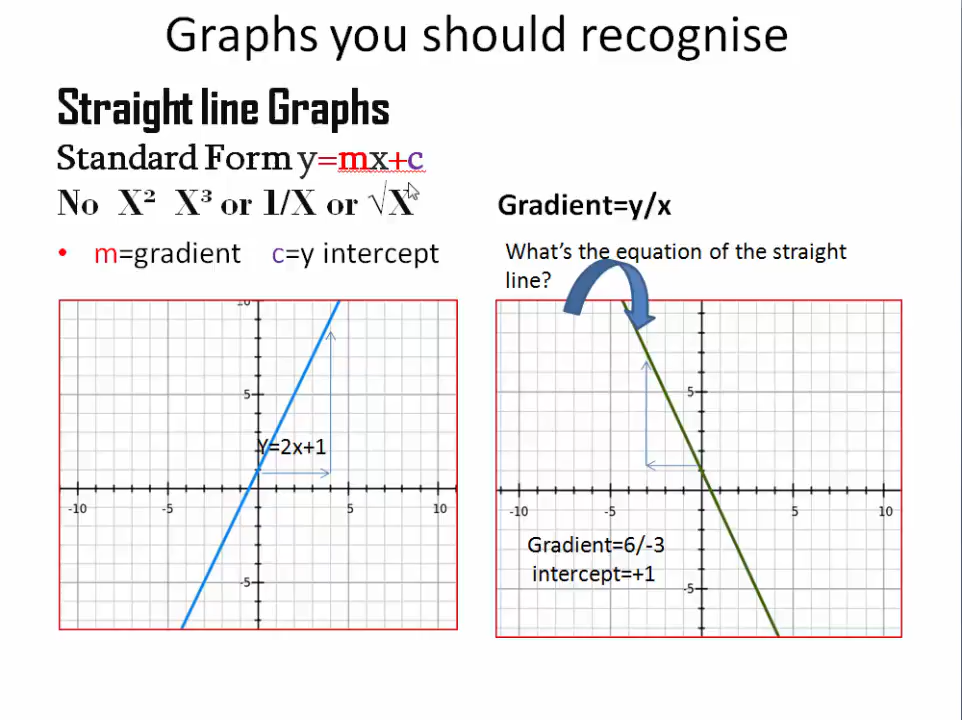 Graphs you should recognise
Straight line Graphs
Standard Form y=mx+c
No X² X³ or 1/X or √X
• m=gradient c=y intercept
Gradient=y/x
What's the equation of the straight
line?
10
5
Y=2x+1
-10 -5 5 10
-5
5
-10 -5 5 10
Gradient=6/-3
intercept=+1
-5